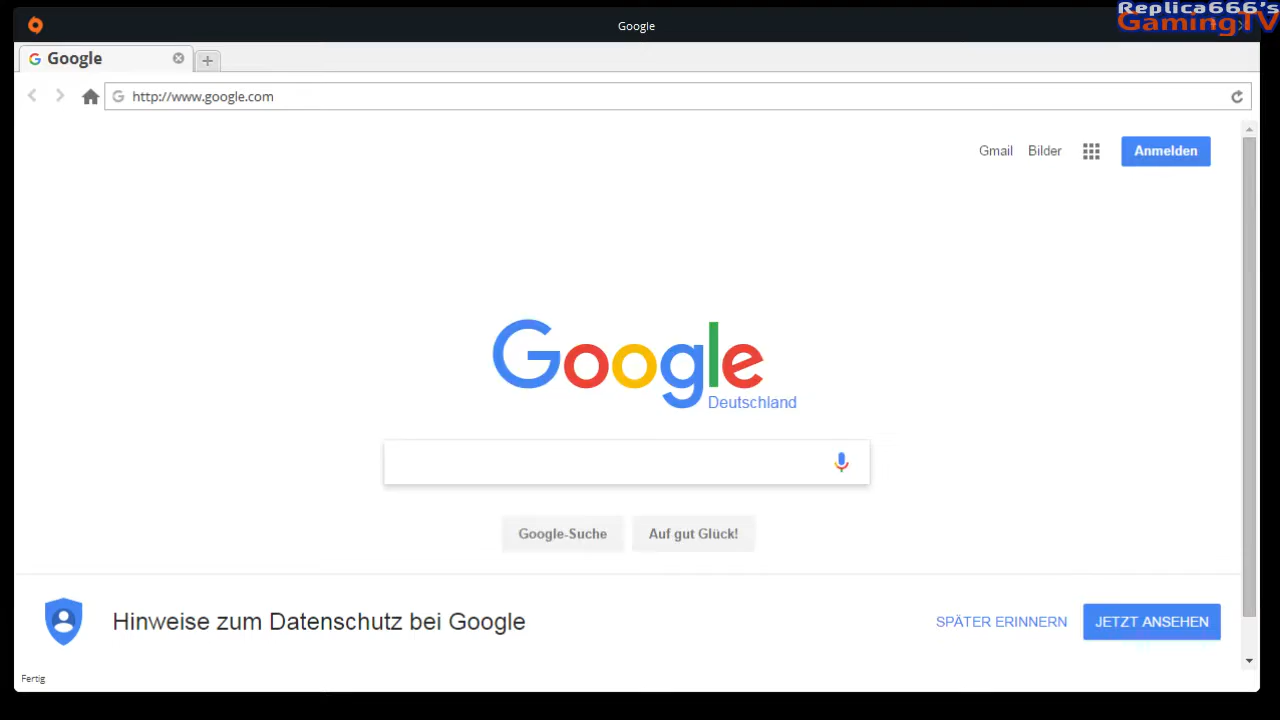 Replica666's
GamingTV
Google
Google
http://www.google.com
Gmail Bilder Anmelden
Google
Deutschland
Google-Suche Auf gut Glück!
Hinweise zum Datenschutz bei Google SPÄTER ERINNERN JETZT ANSEHEN
Fertig